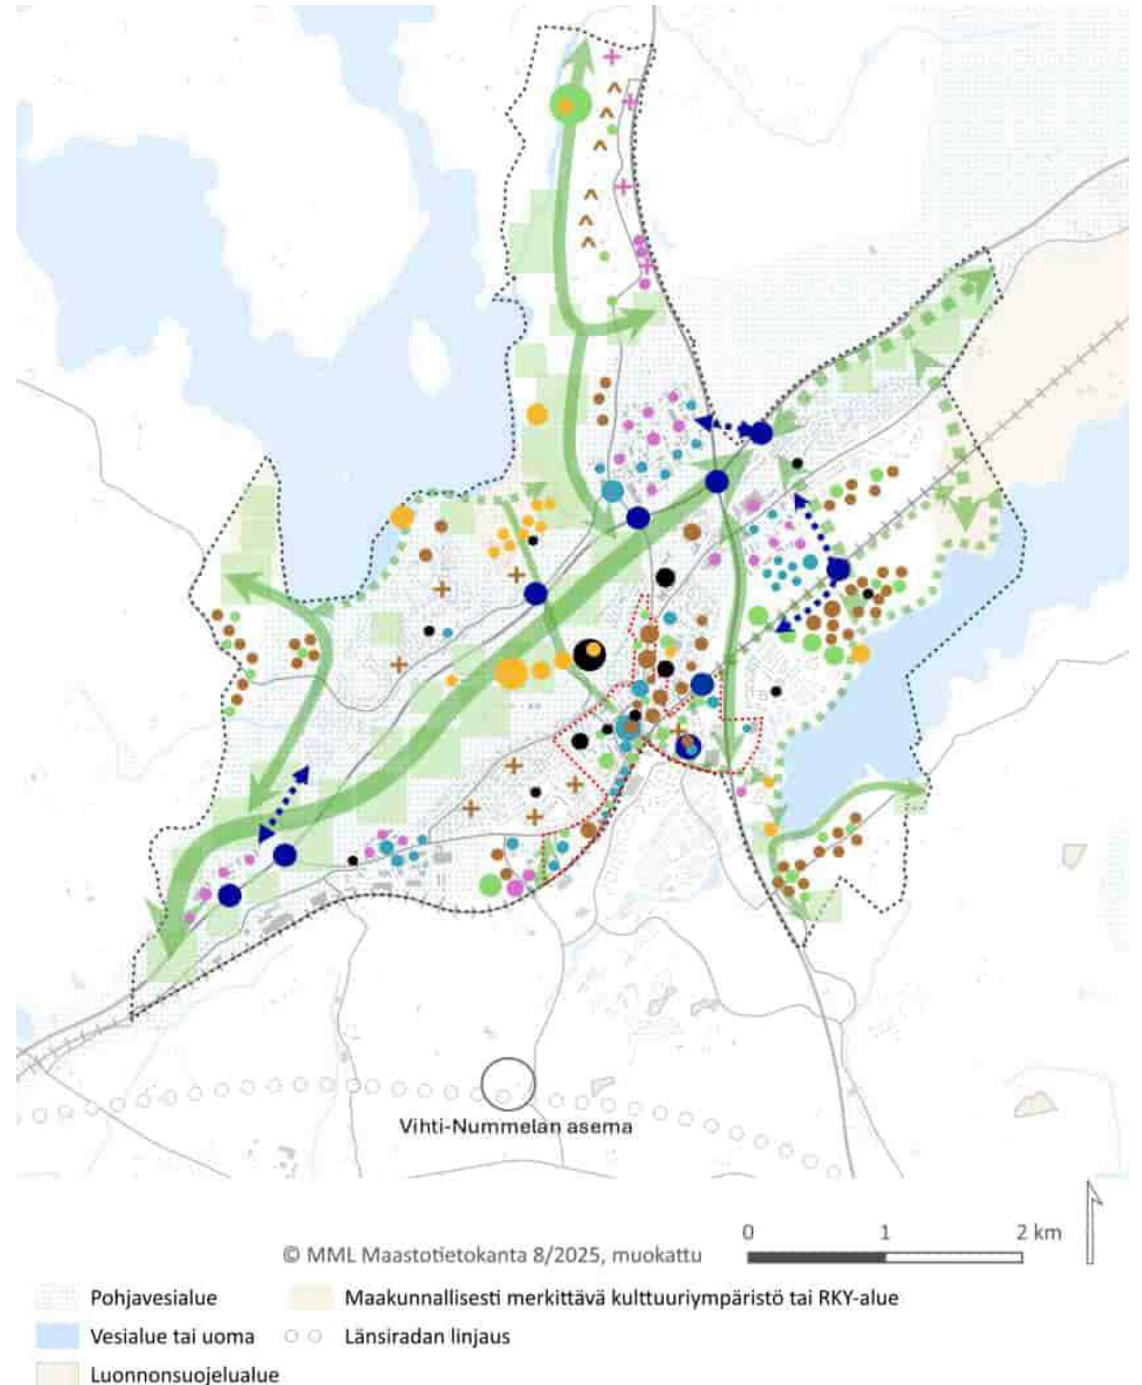 Vihti-Nummelan asema
0 1 2 km
© MML Maastotietokanta 8/2025, muokattu
Pohjavesialue
Maakunnallisesti merkittävä kulttuuriympäristö tai RKY-alue
Vesialue tai uoma
Länsiradan linjaus
Luonnonsuojelualue